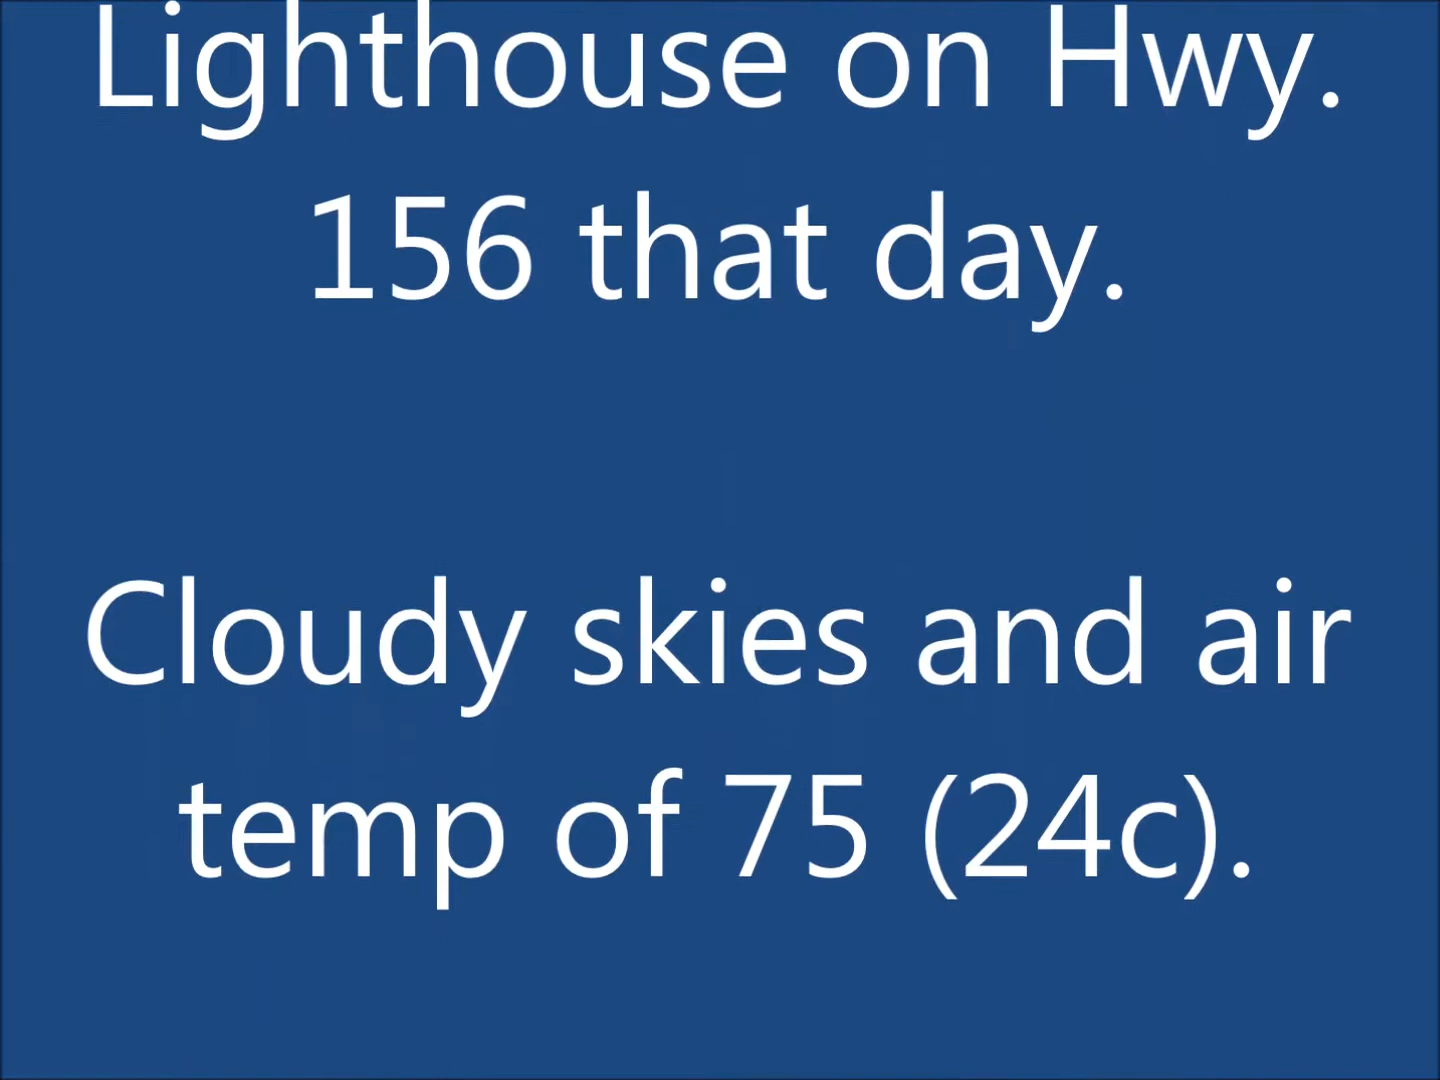 Lighthouse on Hwy.
156 that day.
Cloudy skies and air
temp of 75 (24c).